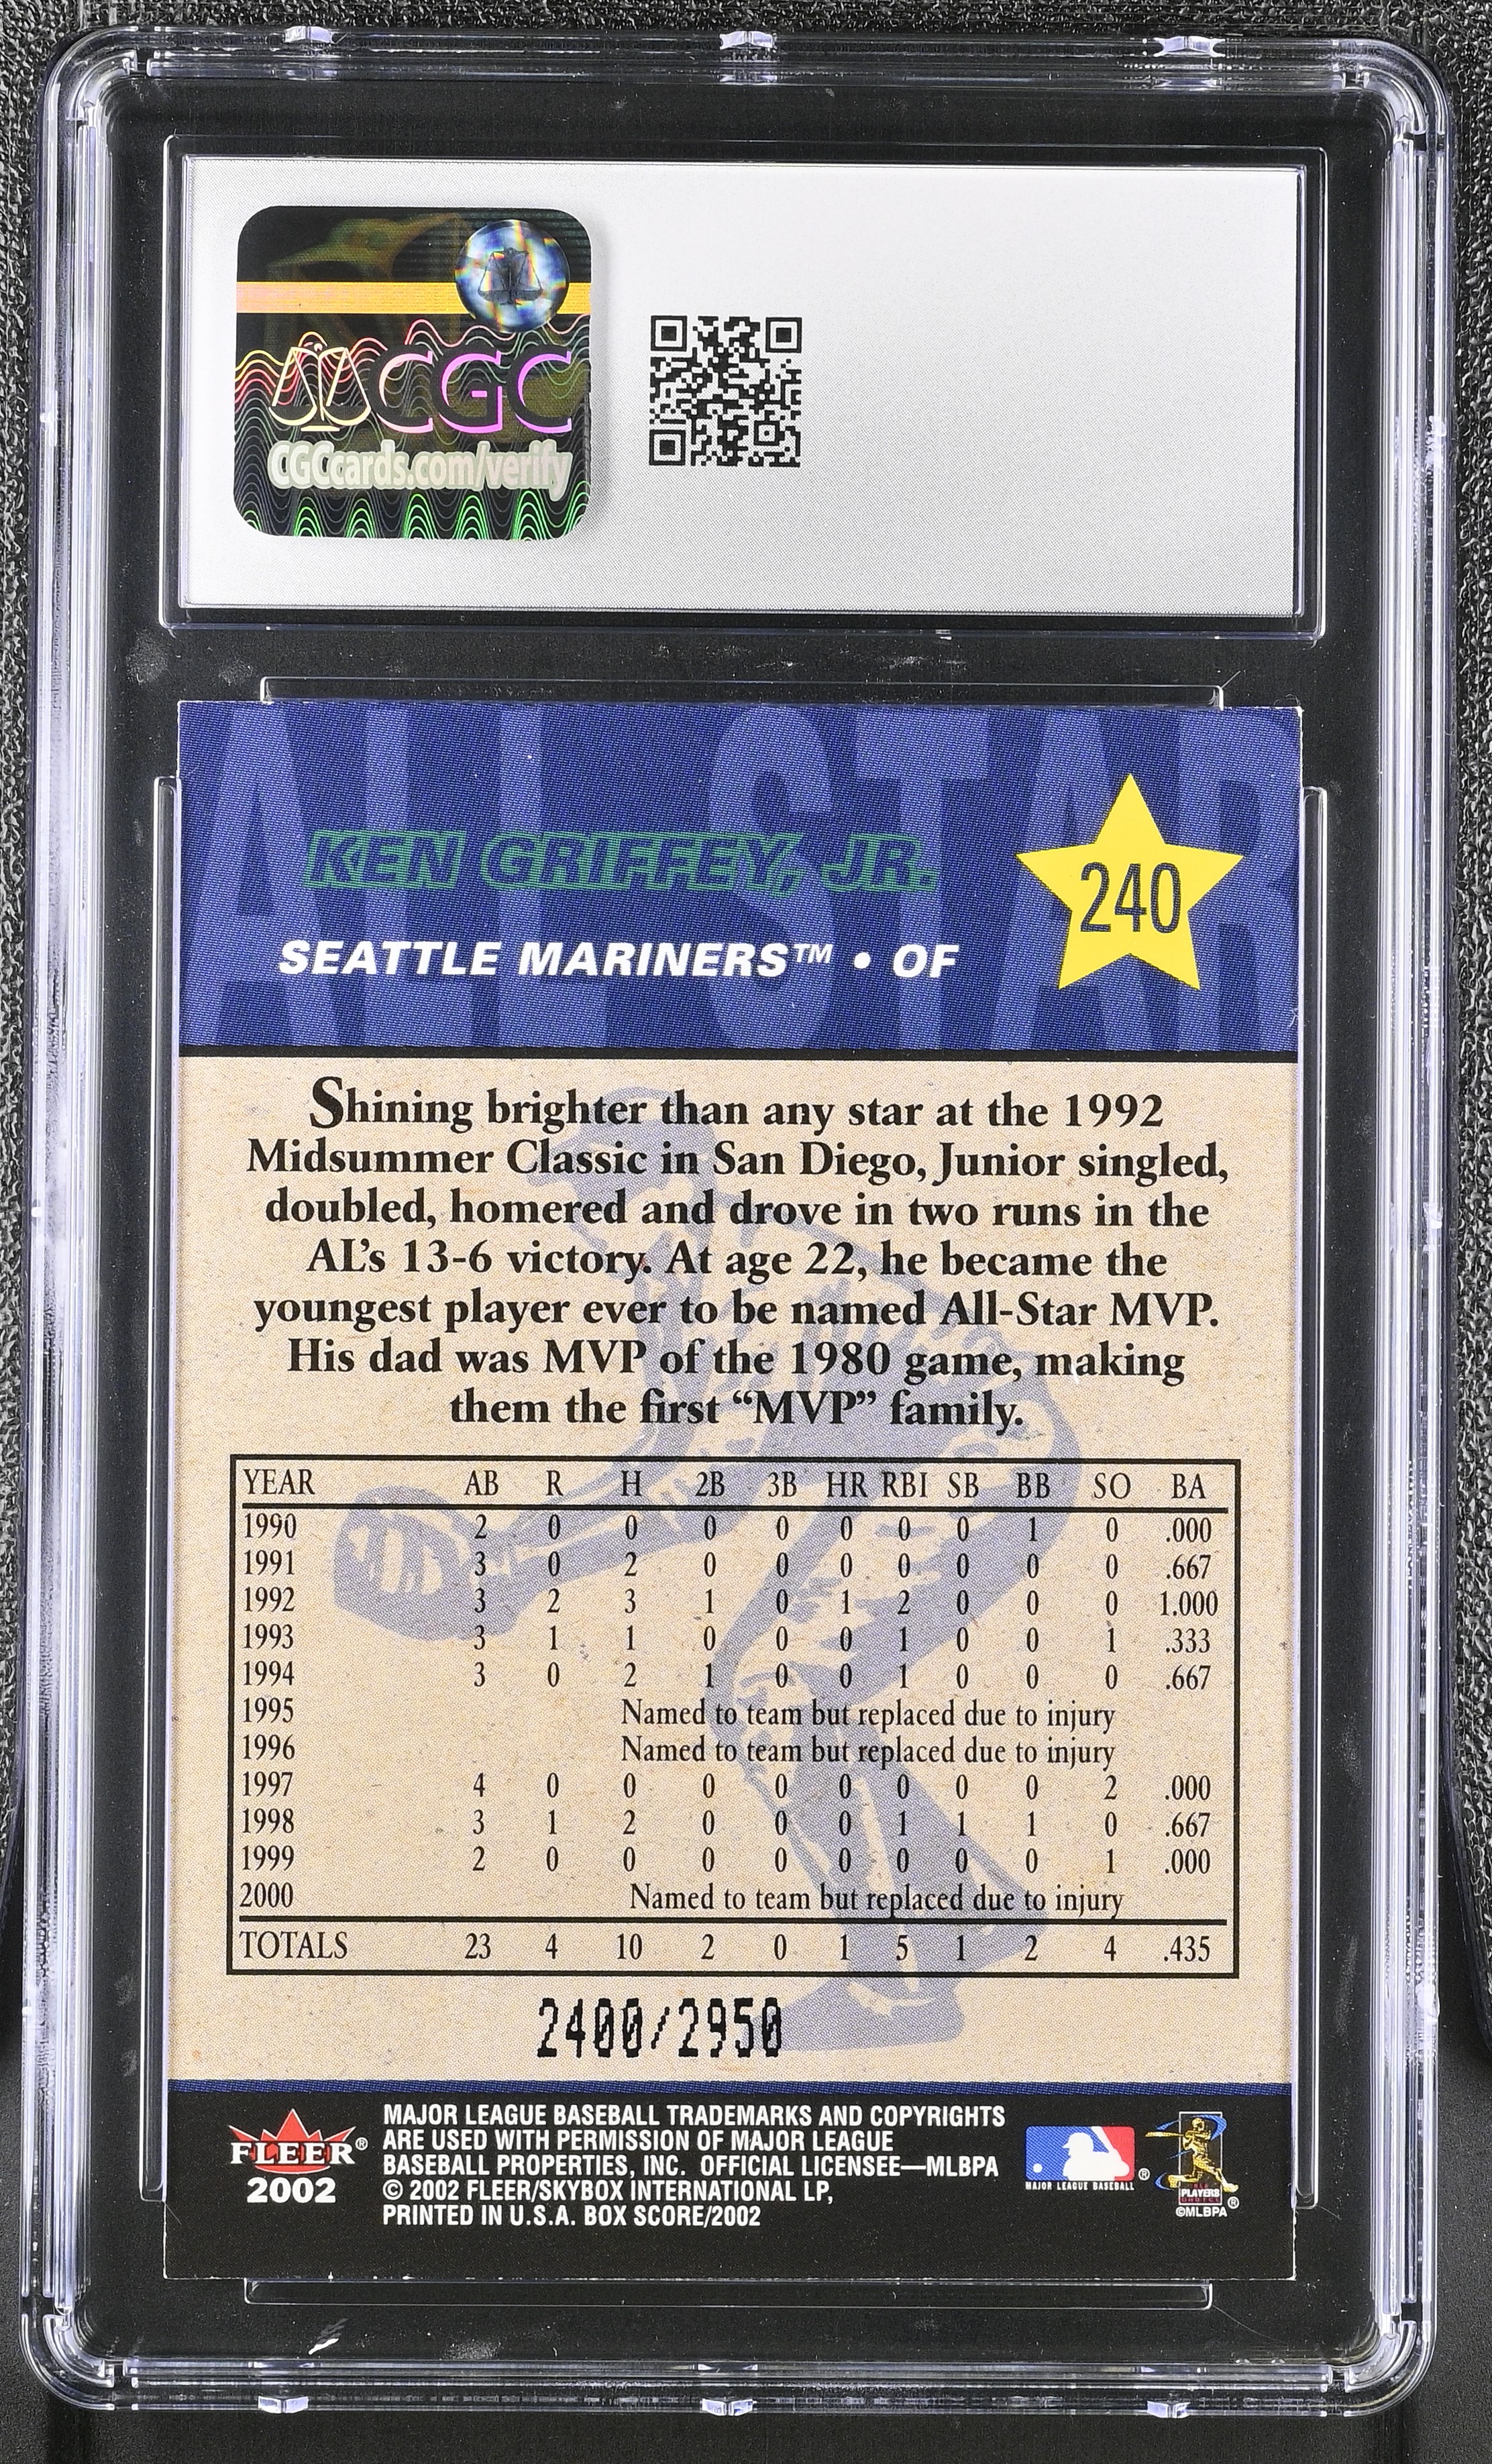 CGC
CGCcards.com/verify
ALL STAR
KEN GRIFFEY, JR.
240
SEATTLE MARINERS™ • OF
Shining brighter than any star at the 1992
Midsummer Classic in San Diego, Junior singled,
doubled, homered and drove in two runs in the
AL's 13-6 victory. At age 22, he became the
youngest player ever to be named All-Star MVP.
His dad was MVP of the 1980 game, making
them the first “MVP” family.
YEAR AB R H 2B 3B HR RBI SB BB SO BA
1990 2 0 0 0 0 0 0 0 1 0 .000
1991 3 0 2 0 0 0 0 0 0 0 .667
1992 3 2 3 1 0 1 2 0 0 0 1.000
1993 3 1 1 0 0 0 1 0 0 1 .333
1994 3 0 2 1 0 0 1 0 0 0 .667
1995 Named to team but replaced due to injury
1996 Named to team but replaced due to injury
1997 4 0 0 0 0 0 0 0 0 2 .000
1998 3 1 2 0 0 0 1 1 1 0 .667
1999 2 0 0 0 0 0 0 0 0 1 .000
2000 Named to team but replaced due to injury
TOTALS 23 4 10 2 0 1 5 1 2 4 .435
2400/2950
FLEER®
2002
MAJOR LEAGUE BASEBALL TRADEMARKS AND COPYRIGHTS
ARE USED WITH PERMISSION OF MAJOR LEAGUE
BASEBALL PROPERTIES, INC. OFFICIAL LICENSEE—MLBPA
© 2002 FLEER/SKYBOX INTERNATIONAL LP,
PRINTED IN U.S.A. BOX SCORE/2002
®
MAJOR LEAGUE BASEBALL
PLAYERS
CHOICE
®
©MLBPA